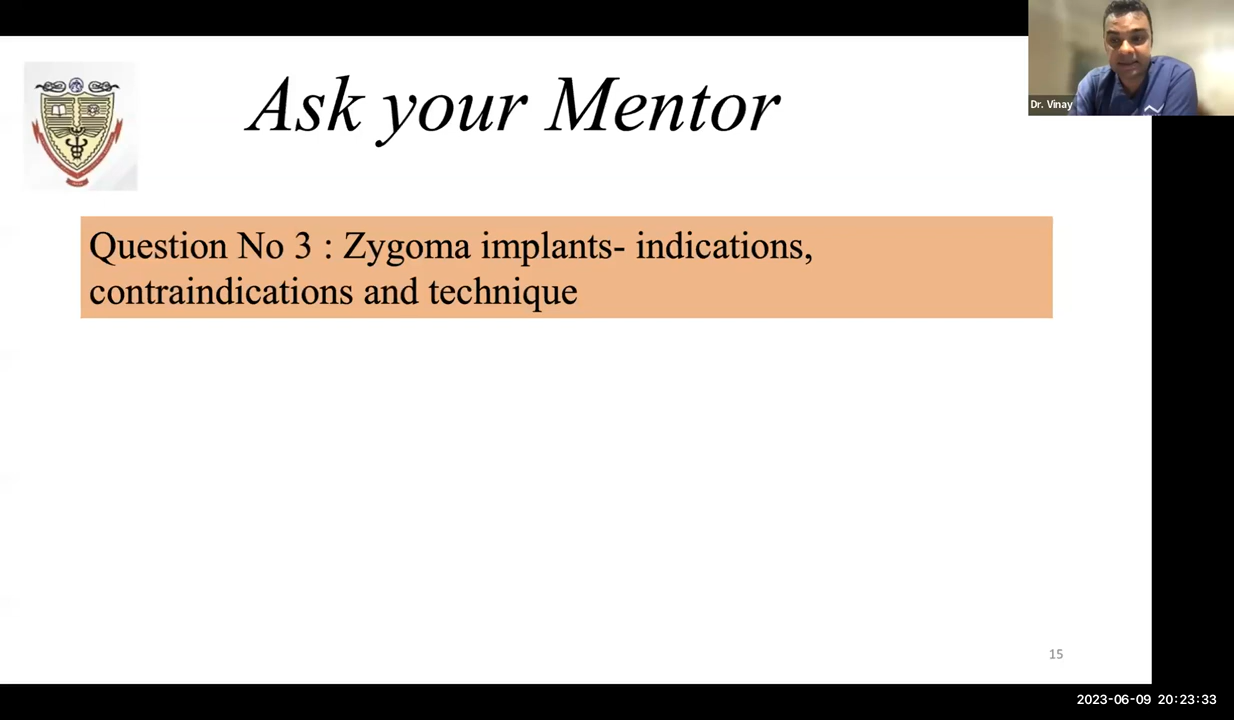 Ask your Mentor
Dr. Vinay
Question No 3 : Zygoma implants- indications,
contraindications and technique
15
2023-06-09 20:23:33